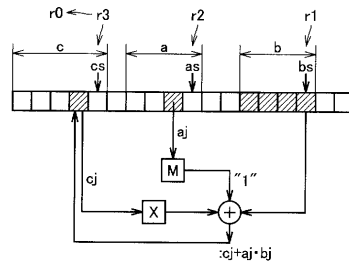 r0 r3 r2 r1
c a b
cs as bs
aj
cj
M "1"
X +
:cj+aj·bj